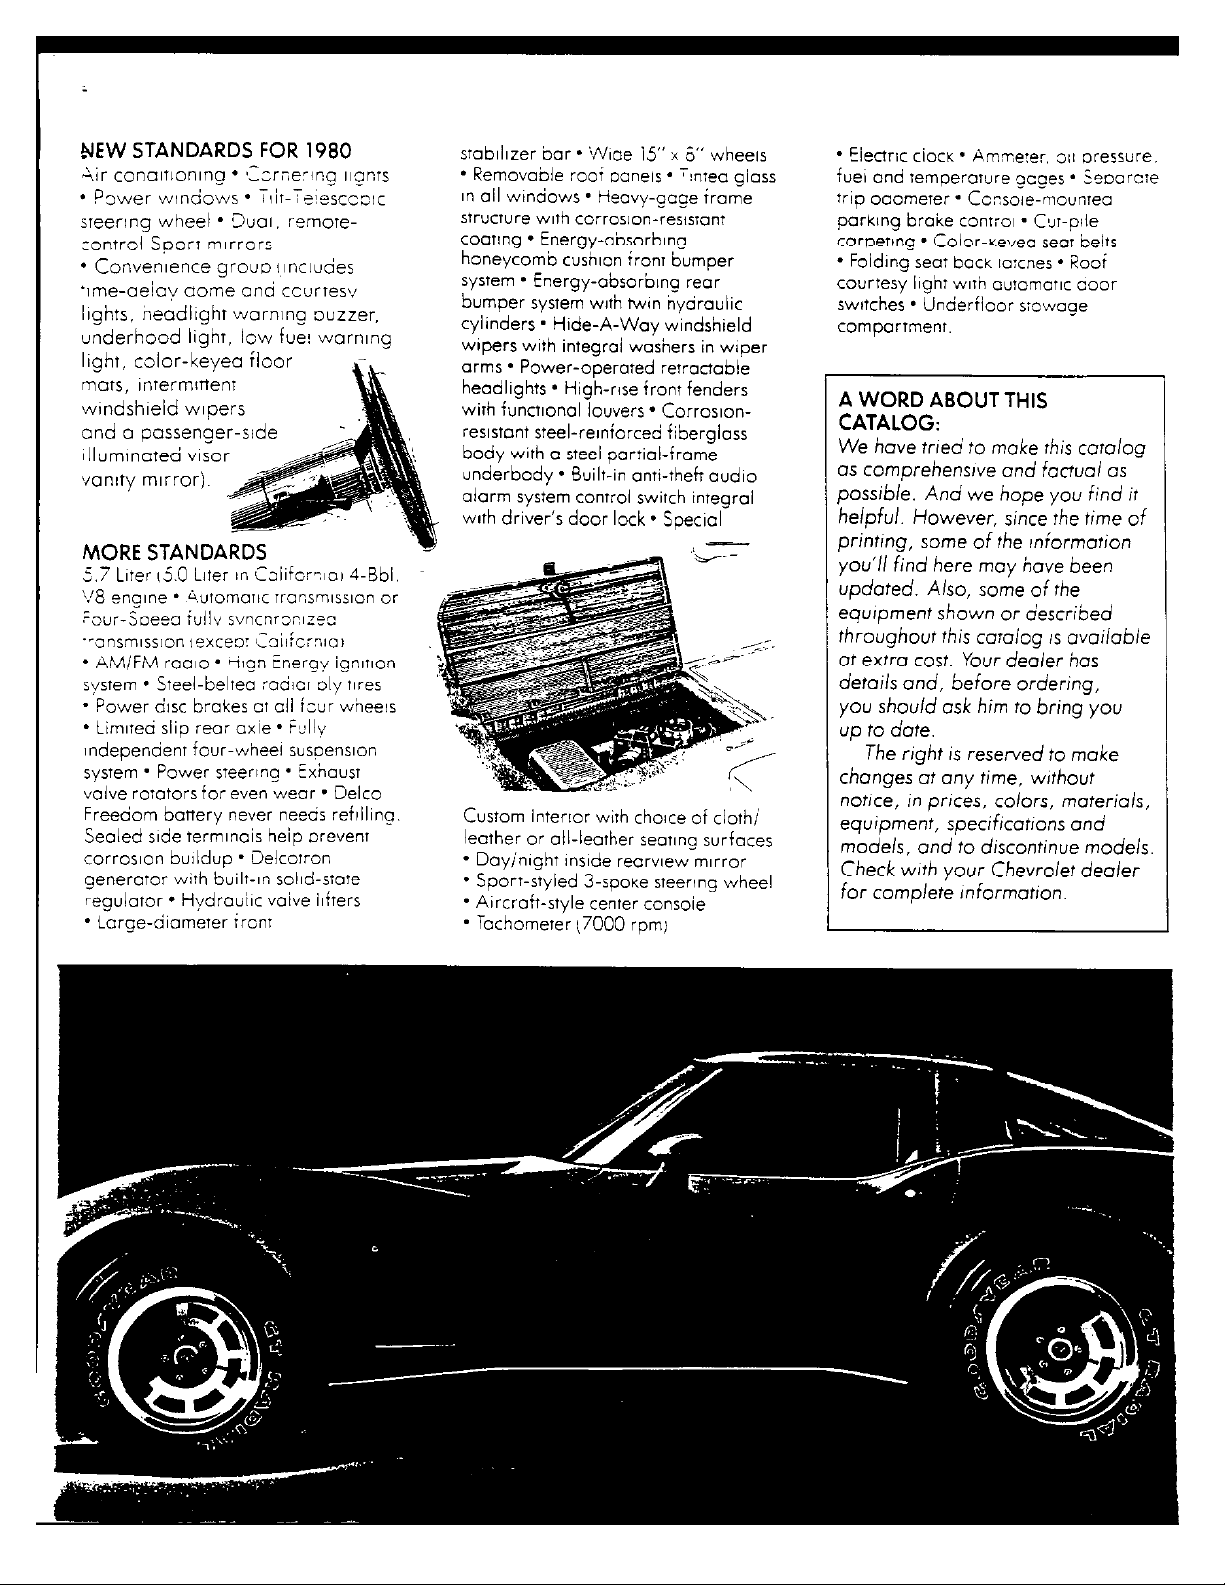 NEW STANDARDS FOR 1980
Air conditioning • Cornering lights
• Power windows • Tilt-Telescopic
steering wheel • Dual, remote-
control Sport mirrors
• Convenience group (includes
time-delay dome and courtesy
lights, headlight warning buzzer,
underhood light, low fuel warning
light, color-keyed floor
mats, intermittent
windshield wipers
and a passenger-side
illuminated visor
vanity mirror).
MORE STANDARDS
5.7 Liter (5.0 Liter in California) 4-Bbl.
V8 engine • Automatic transmission or
Four-Speed fully synchronized
transmission (except California)
• AM/FM radio • High Energy ignition
system • Steel-belted radial ply tires
• Power disc brakes at all four wheels
• Limited slip rear axle • Fully
independent four-wheel suspension
system • Power steering • Exhaust
valve rotators for even wear • Delco
Freedom battery never needs refilling.
Sealed side terminals help prevent
corrosion buildup • Delcotron
generator with built-in solid-state
regulator • Hydraulic valve lifters
• Large-diameter front
stabilizer bar • Wide 15" x 8" wheels
• Removable roof panels • Tinted glass
in all windows • Heavy-gage frame
structure with corrosion-resistant
coating • Energy-absorbing
honeycomb cushion front bumper
system • Energy-absorbing rear
bumper system with twin hydraulic
cylinders • Hide-A-Way windshield
wipers with integral washers in wiper
arms • Power-operated retractable
headlights • High-rise front fenders
with functional louvers • Corrosion-
resistant steel-reinforced fiberglass
body with a steel partial-frame
underbody • Built-in anti-theft audio
alarm system control switch integral
with driver's door lock • Special
Custom interior with choice of cloth/
leather or all-leather seating surfaces
• Day/night inside rearview mirror
• Sport-styled 3-spoke steering wheel
• Aircraft-style center console
• Tachometer (7000 rpm)
• Electric clock • Ammeter, oil pressure,
fuel and temperature gages • Separate
trip odometer • Console-mounted
parking brake control • Cut-pile
carpeting • Color-keyed seat belts
• Folding seat back latches • Roof
courtesy light with automatic door
switches • Underfloor stowage
compartment.
A WORD ABOUT THIS
CATALOG:
We have tried to make this catalog
as comprehensive and factual as
possible. And we hope you find it
helpful. However, since the time of
printing, some of the information
you'll find here may have been
updated. Also, some of the
equipment shown or described
throughout this catalog is available
at extra cost. Your dealer has
details and, before ordering,
you should ask him to bring you
up to date.
The right is reserved to make
changes at any time, without
notice, in prices, colors, materials,
equipment, specifications and
models, and to discontinue models.
Check with your Chevrolet dealer
for complete information.
GOODYEAR
GT RADIAL
GOODYEAR
GT RADIAL